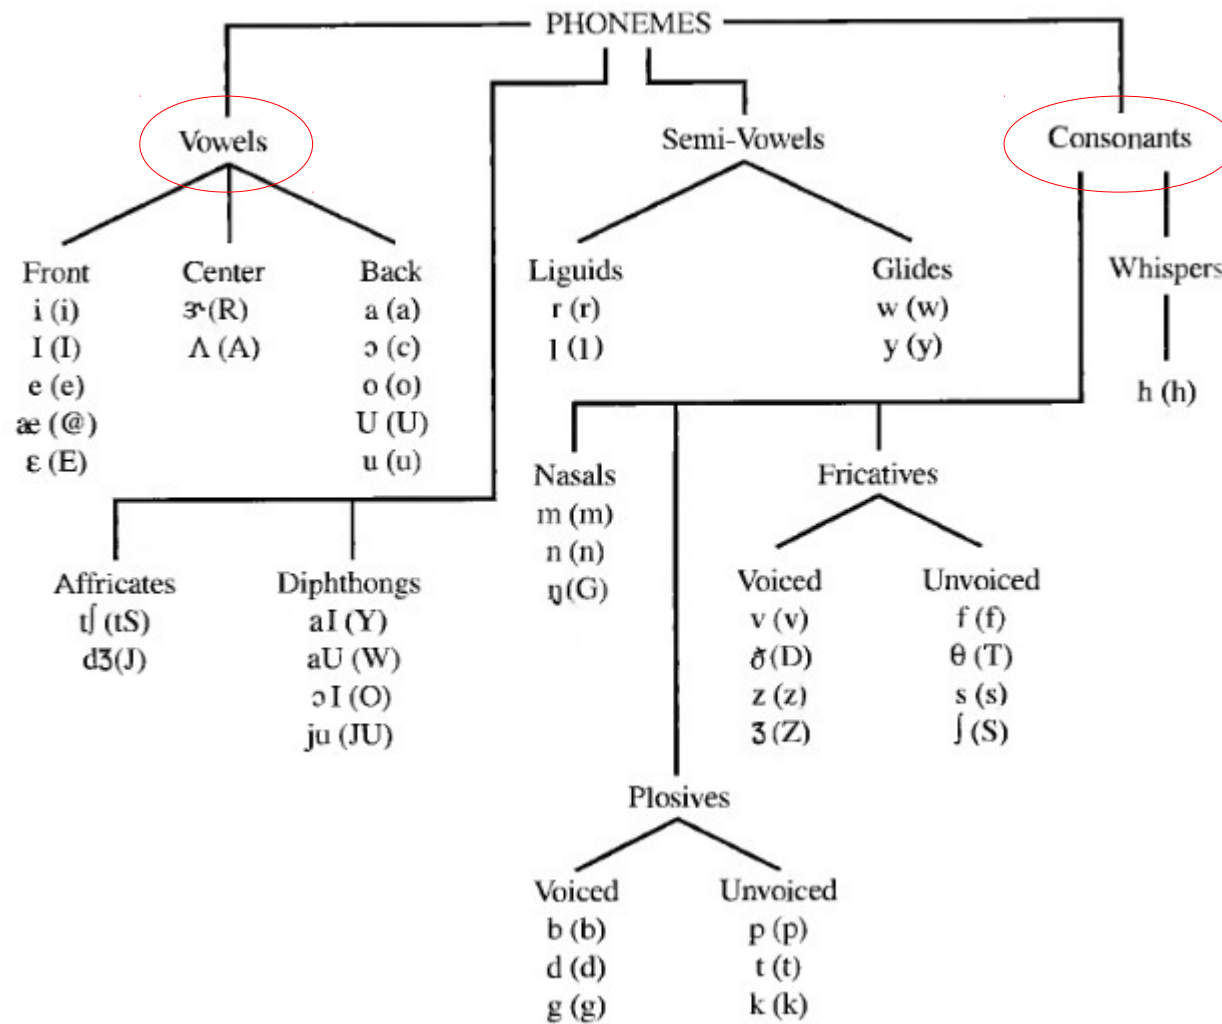 PHONEMES
Vowels
Semi-Vowels
Consonants
Front
i (i)
I (I)
e (e)
æ (@)
ε (E)
Center
ɝ (R)
Λ (A)
Back
a (a)
ɔ (c)
o (o)
U (U)
u (u)
Liguids
r (r)
l (l)
Glides
w (w)
y (y)
Whispers
h (h)
Affricates
tʃ (tS)
dʒ (J)
Diphthongs
aI (Y)
aU (W)
ɔI (O)
ju (JU)
Nasals
m (m)
n (n)
ŋ (G)
Fricatives
Voiced
v (v)
ð (D)
z (z)
ʒ (Z)
Unvoiced
f (f)
θ (T)
s (s)
ʃ (S)
Plosives
Voiced
b (b)
d (d)
g (g)
Unvoiced
p (p)
t (t)
k (k)